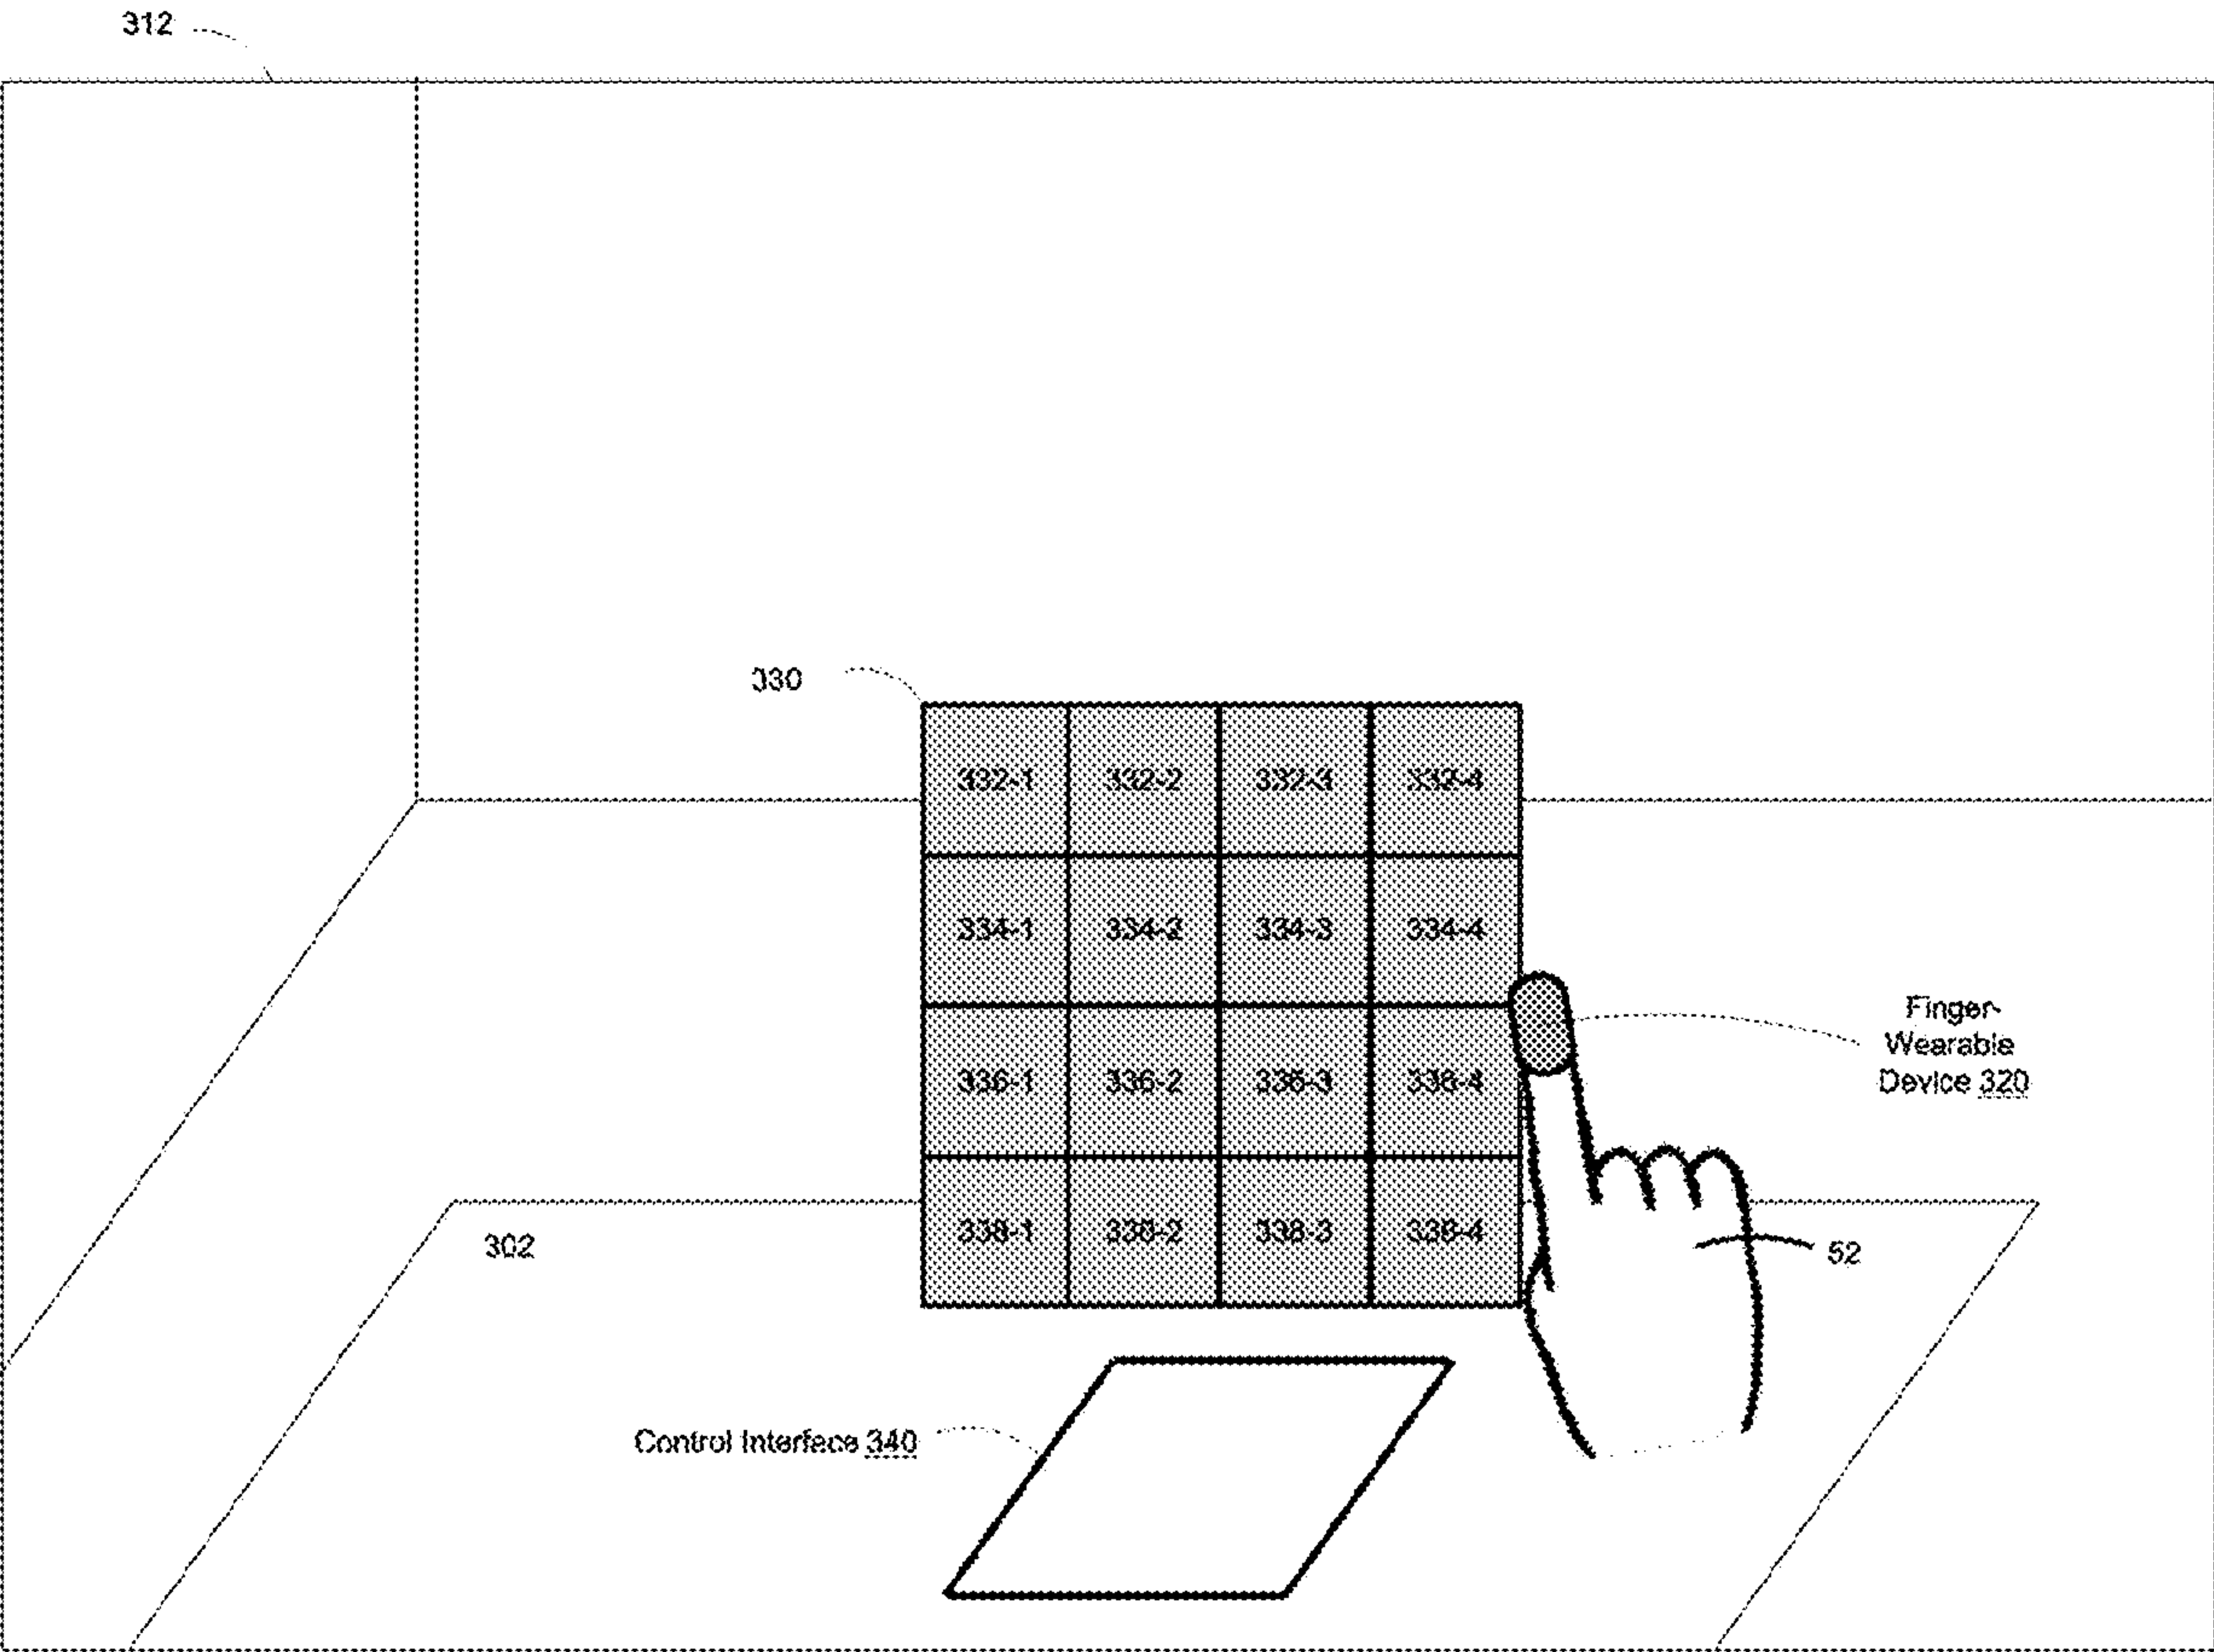 312
330
332-1 332-2 332-3 332-4
334-1 334-2 334-3 334-4
336-1 336-2 336-3 336-4
338-1 338-2 338-3 338-4
Finger-
Wearable
Device 320
302
52
Control Interface 340